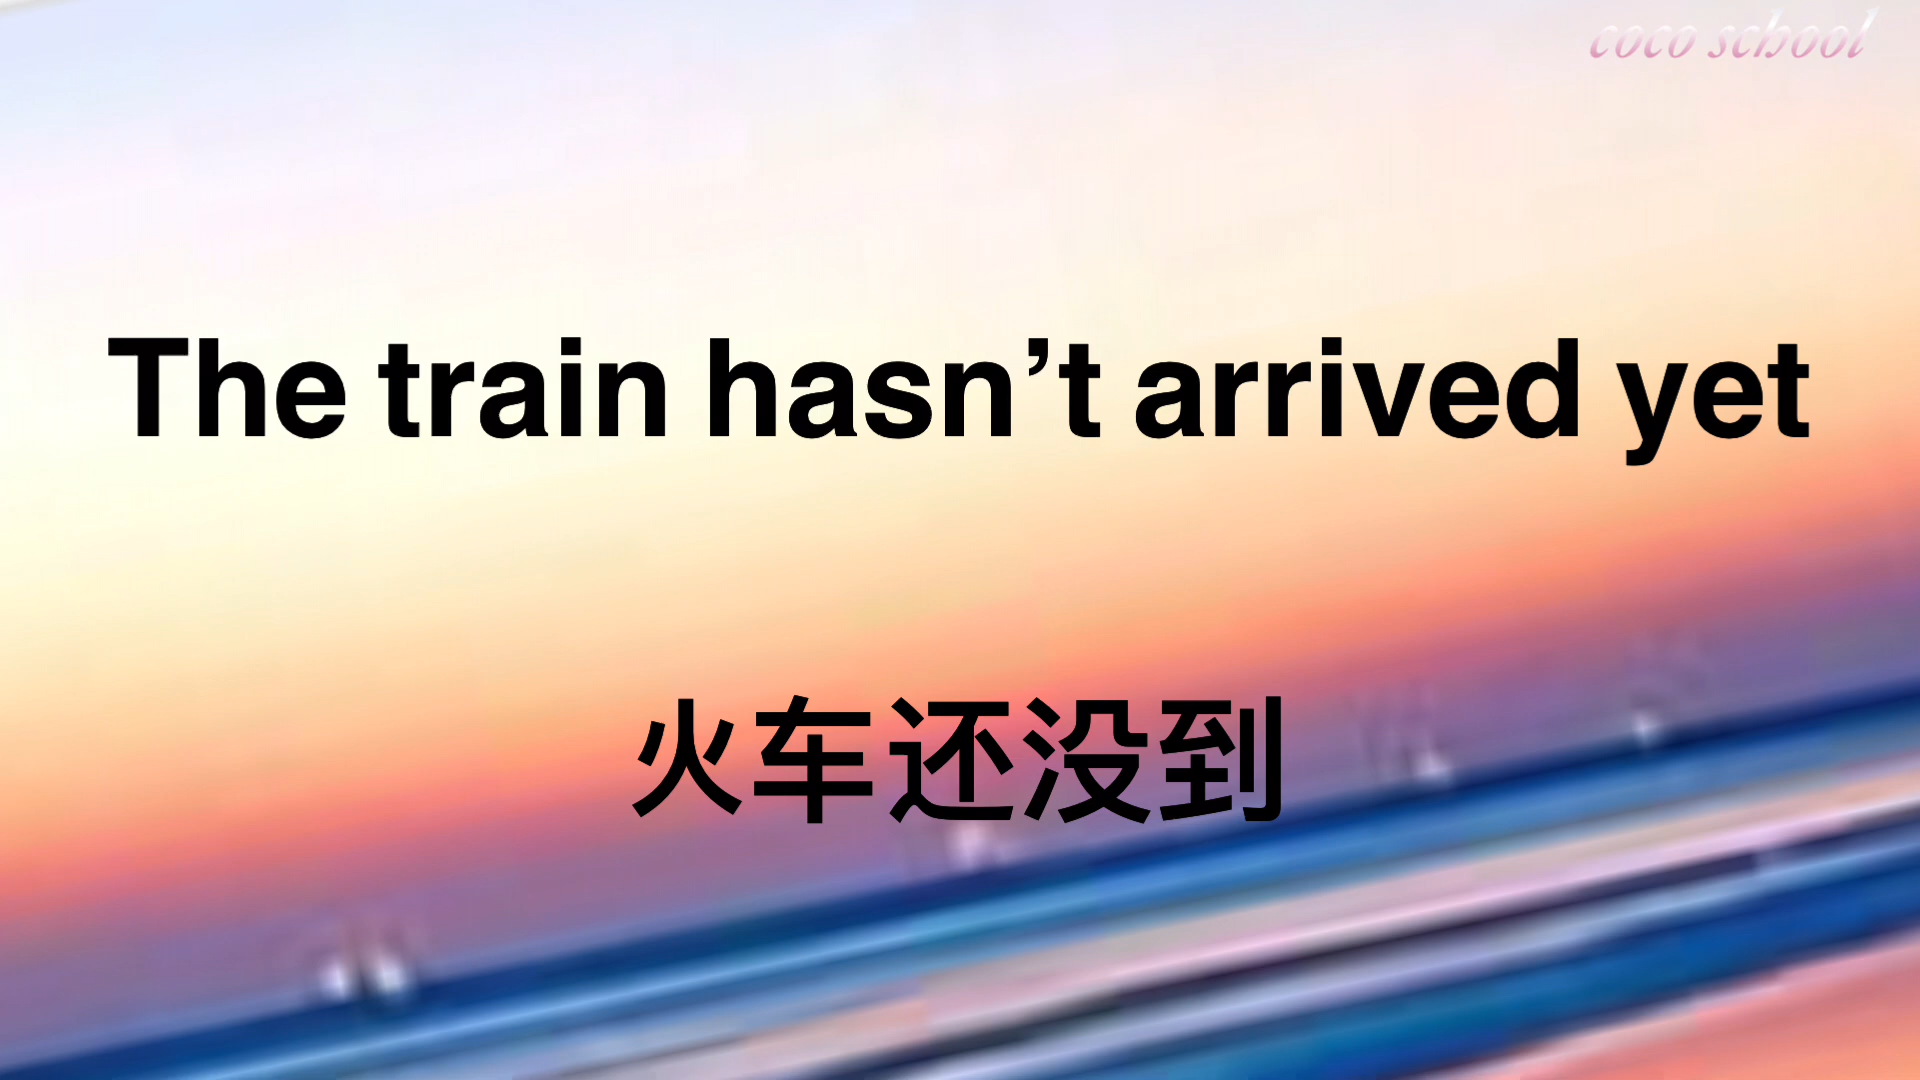 coco school
The train hasn’t arrived yet
火车还没到